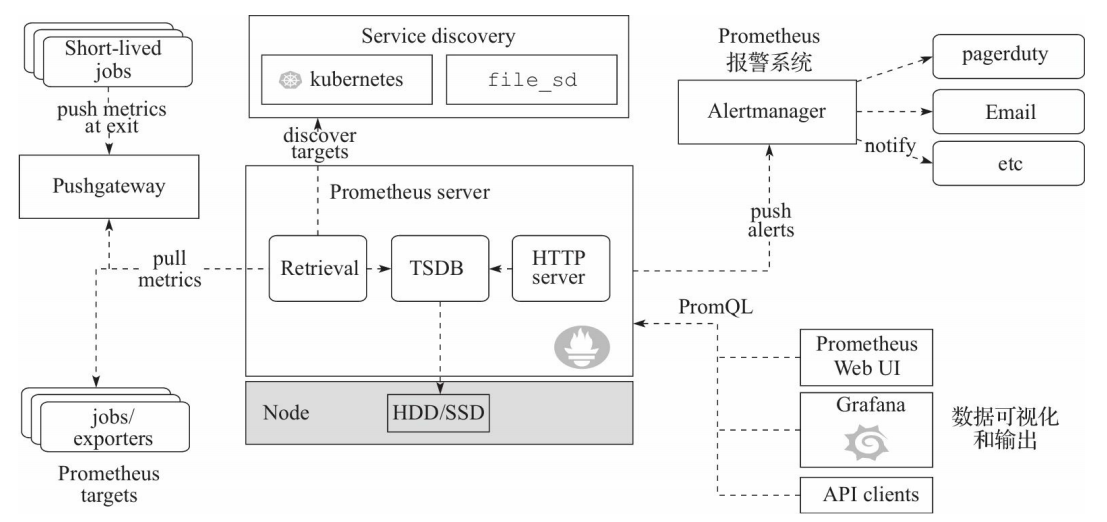 Short-lived
jobs
push metrics
at exit
Pushgateway
pull
metrics
jobs/
exporters
Prometheus
targets
Service discovery
kubernetes
file_sd
discover
targets
Prometheus server
Retrieval
TSDB
HTTP
server
Node
HDD/SSD
Prometheus
报警系统
Alertmanager
pagerduty
Email
notify
etc
push
alerts
PromQL
Prometheus
Web UI
Grafana
API clients
数据可视化
和输出